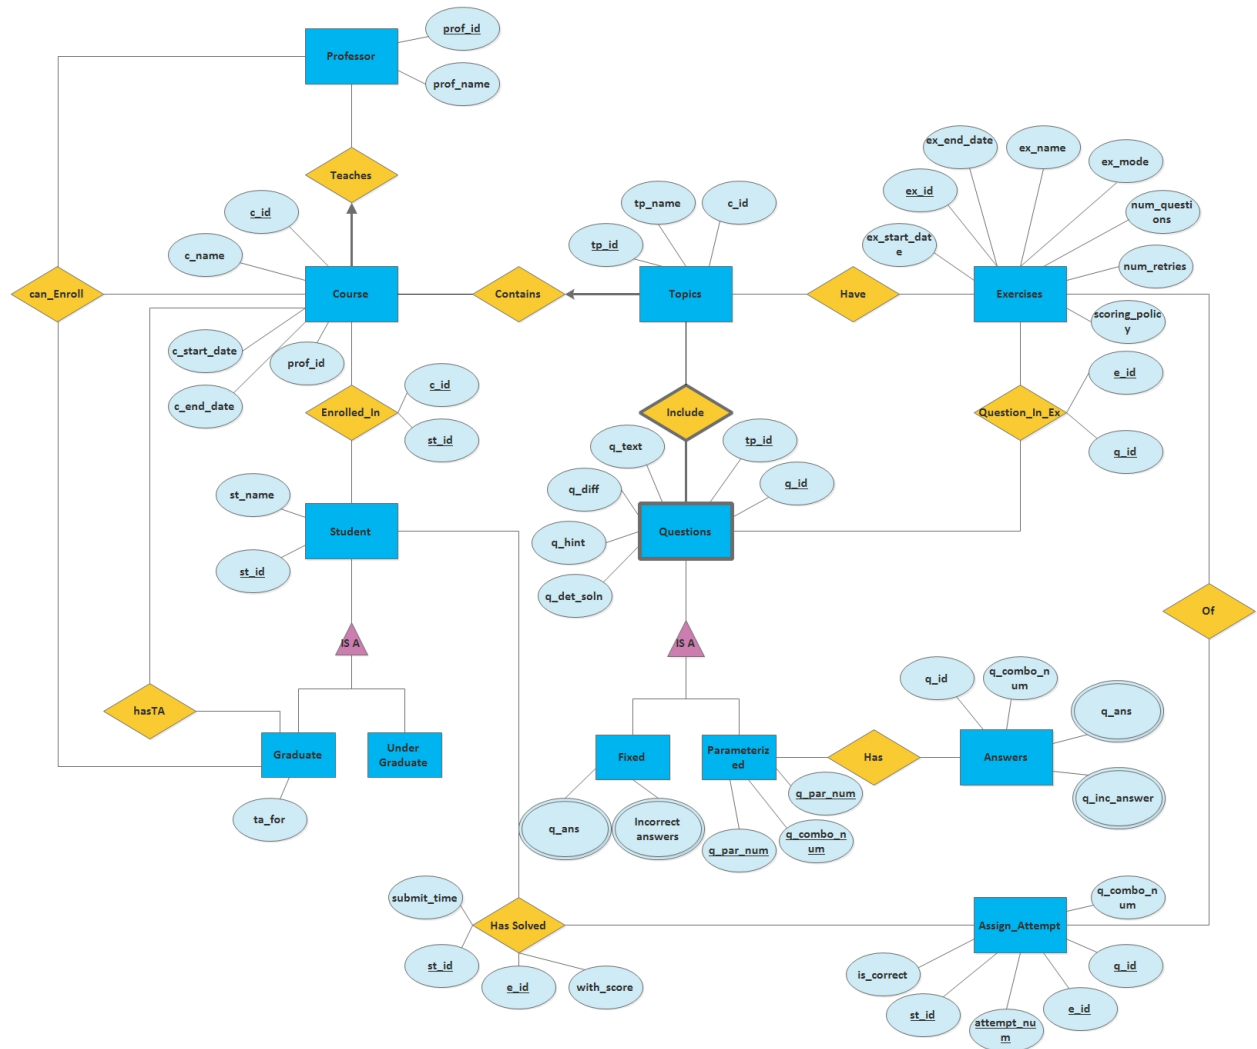 prof_id
Professor
prof_name
Teaches
c_id
c_name
can_Enroll
Course
c_start_date
prof_id
c_end_date
Contains
tp_id
tp_name
c_id
Topics
Have
ex_end_date
ex_name
ex_mode
ex_id
num_questi
ons
ex_start_dat
e
num_retries
Exercises
scoring_polic
y
Enrolled_In
c_id
st_id
Include
Question_In_Ex
e_id
q_id
q_text
tp_id
q_diff
q_id
q_hint
Questions
q_det_soln
st_name
Student
st_id
IS A
IS A
Of
hasTA
Graduate
Under
Graduate
ta_for
Fixed
Parameteriz
ed
Has
Answers
q_id
q_combo_n
um
q_ans
q_inc_answer
q_ans
Incorrect
answers
q_par_num
q_par_num
q_combo_n
um
submit_time
Has Solved
st_id
e_id
with_score
Assign_Attempt
q_combo_n
um
is_correct
q_id
st_id
attempt_nu
m
e_id